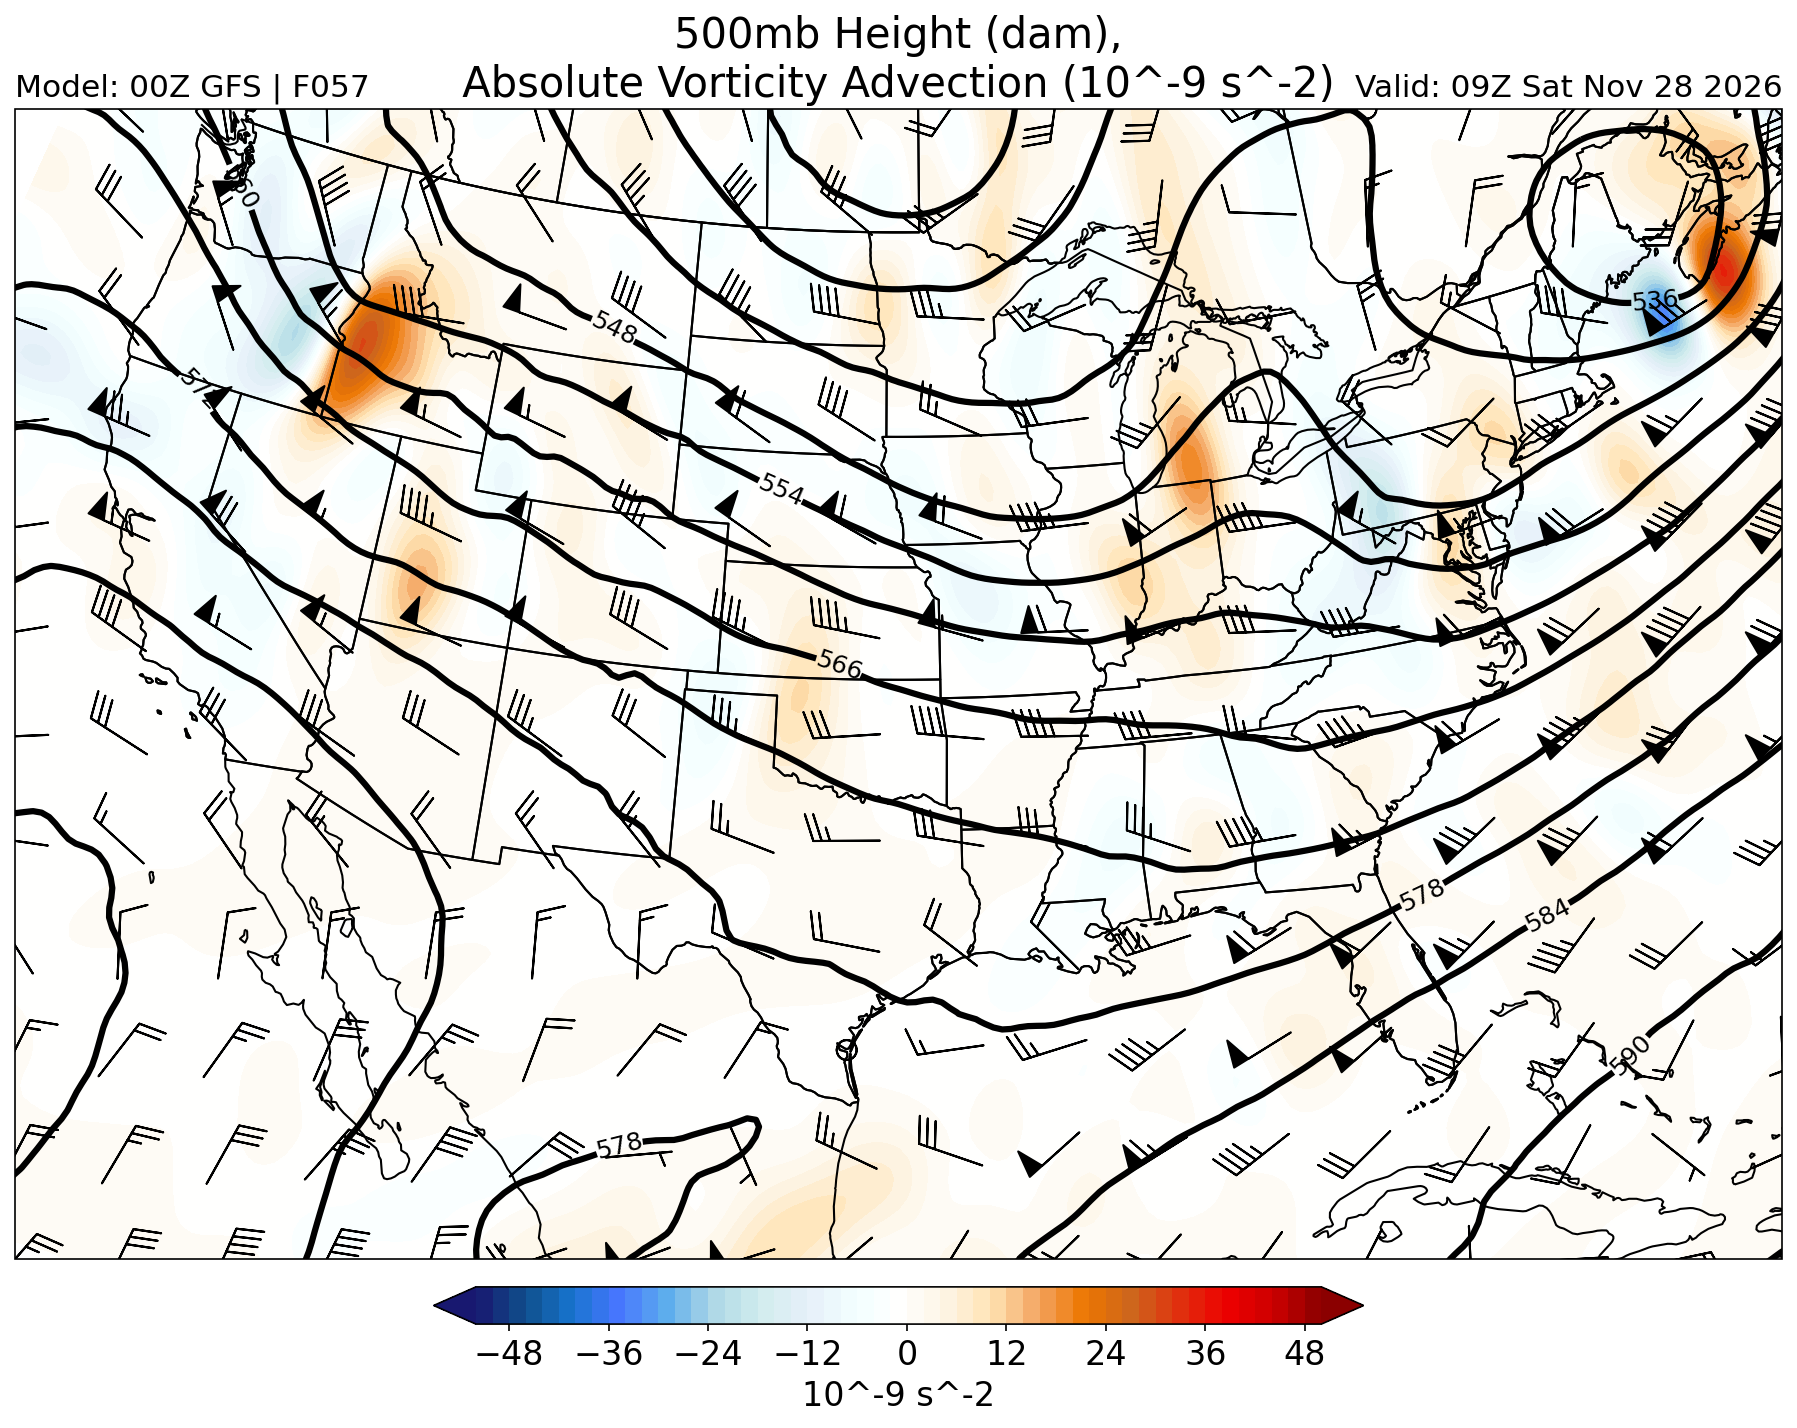 500mb Height (dam),
Model: 00Z GFS | F057
Absolute Vorticity Advection (10^-9 s^-2)
Valid: 09Z Sat Nov 28 2026
548
536
554
566
578
584
590
578
−48 −36 −24 −12 0 12 24 36 48
10^-9 s^-2